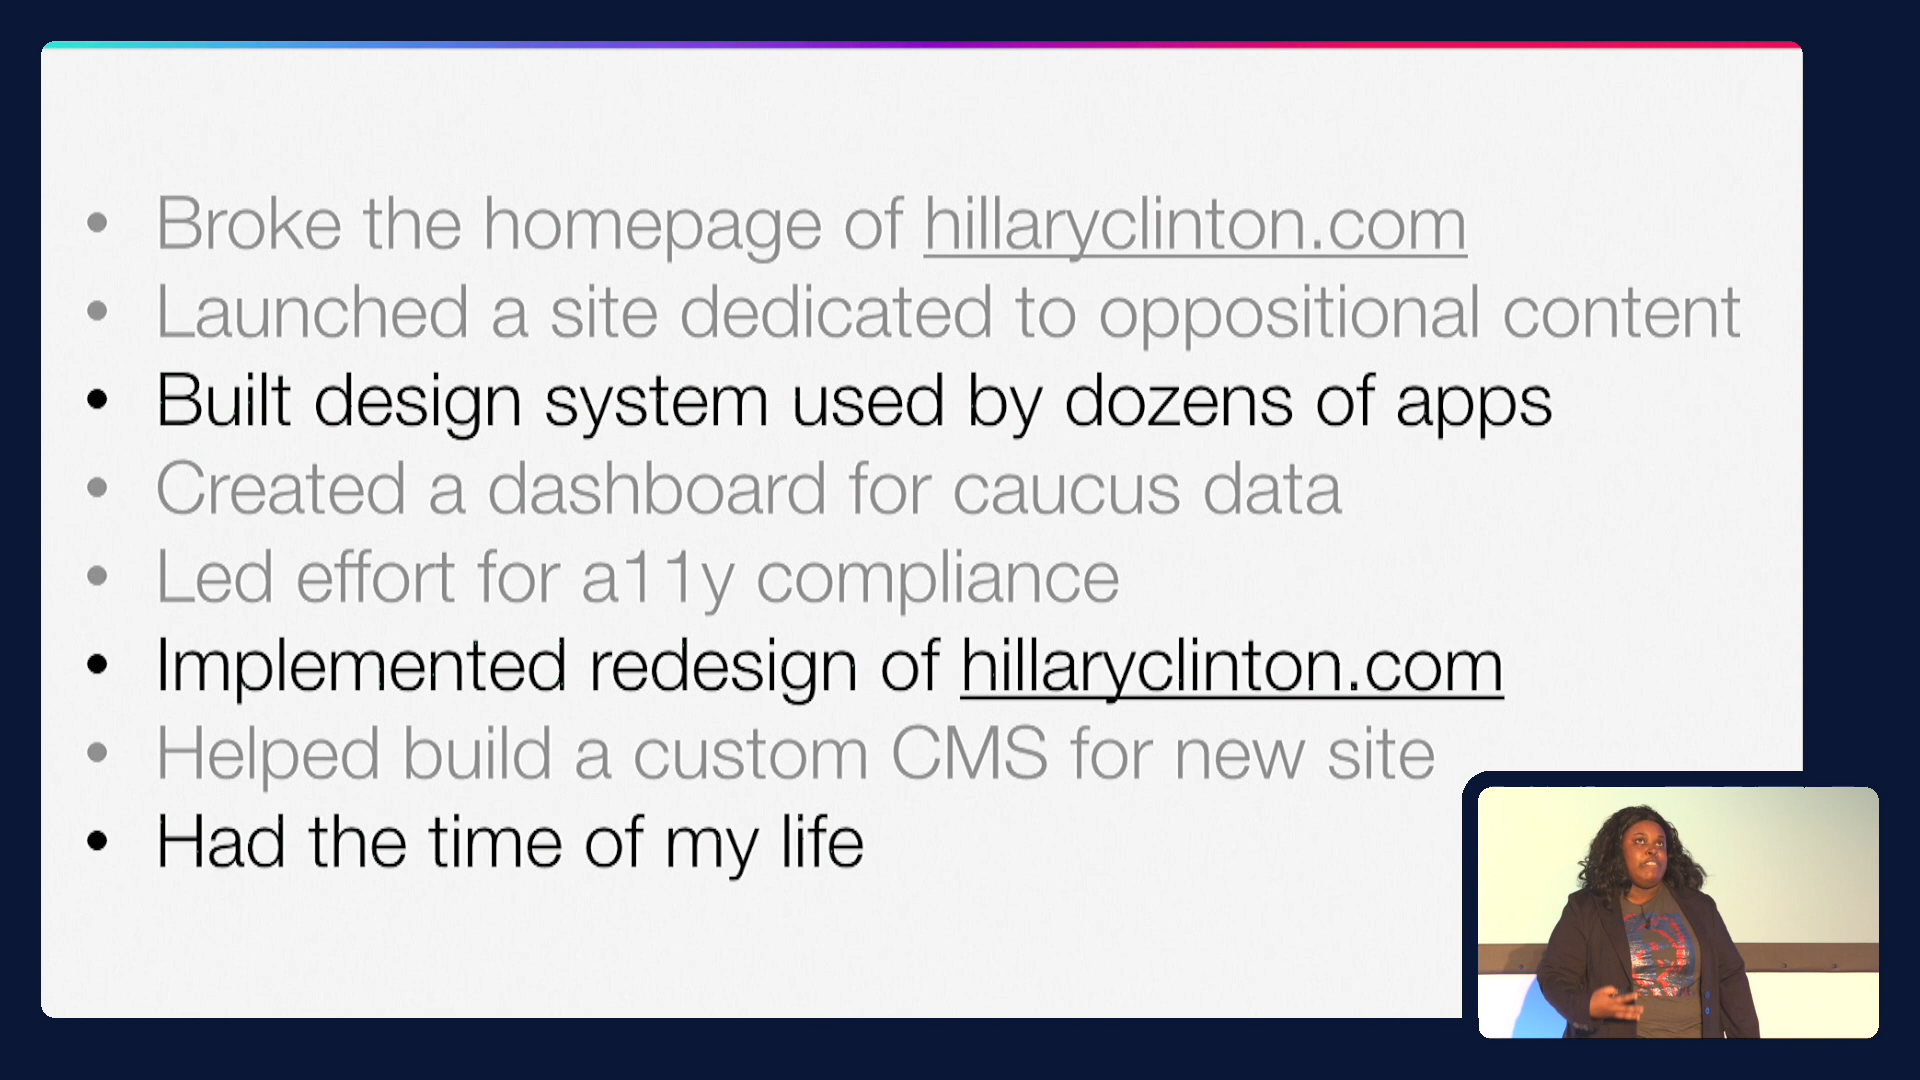 • Broke the homepage of hillaryclinton.com
• Launched a site dedicated to oppositional content
• Built design system used by dozens of apps
• Created a dashboard for caucus data
• Led effort for a11y compliance
• Implemented redesign of hillaryclinton.com
• Helped build a custom CMS for new site
• Had the time of my life